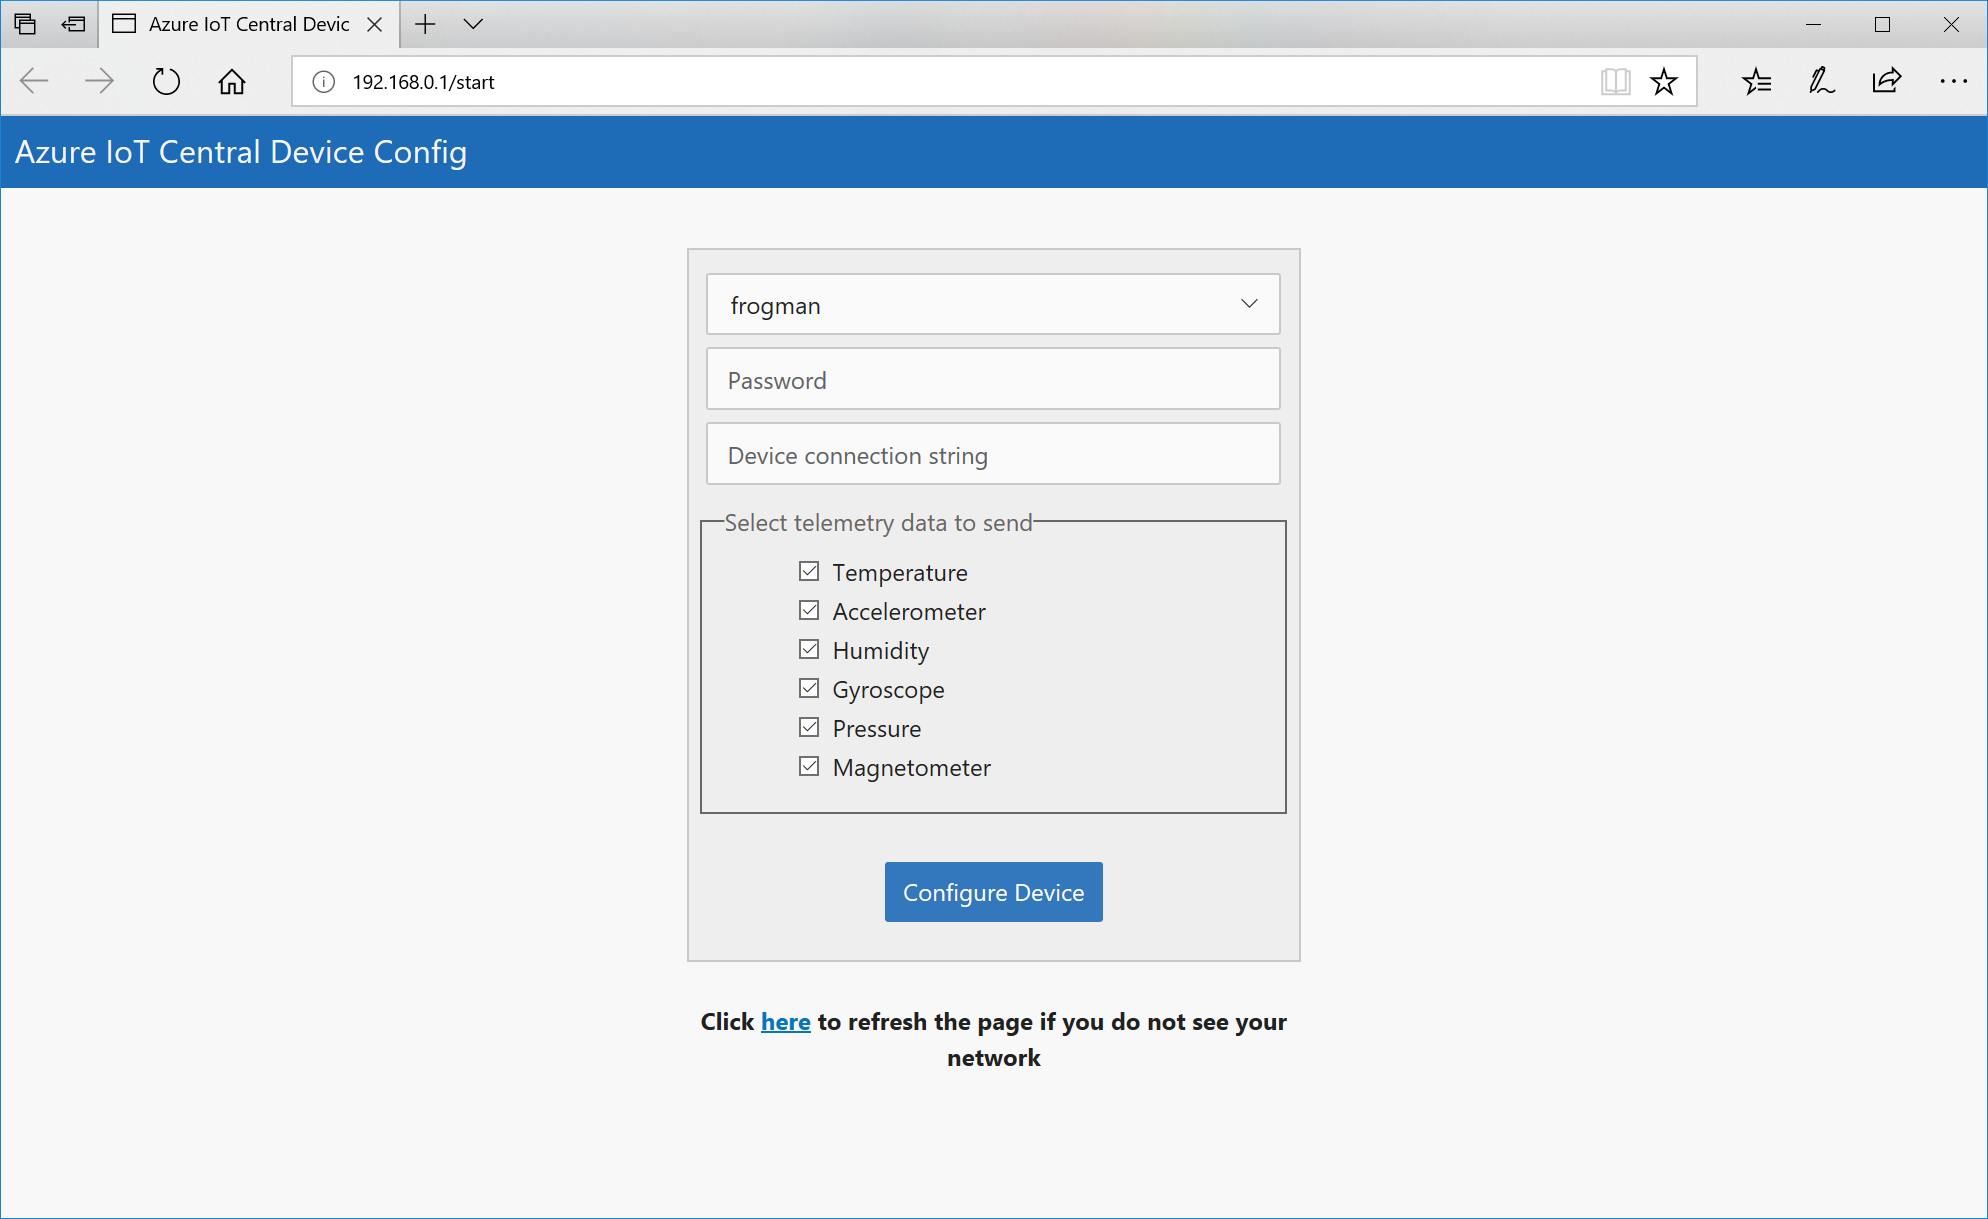 Azure IoT Central Devic
192.168.0.1/start
Azure IoT Central Device Config
frogman
Password
Device connection string
Select telemetry data to send
Temperature
Accelerometer
Humidity
Gyroscope
Pressure
Magnetometer
Configure Device
Click here to refresh the page if you do not see your
network